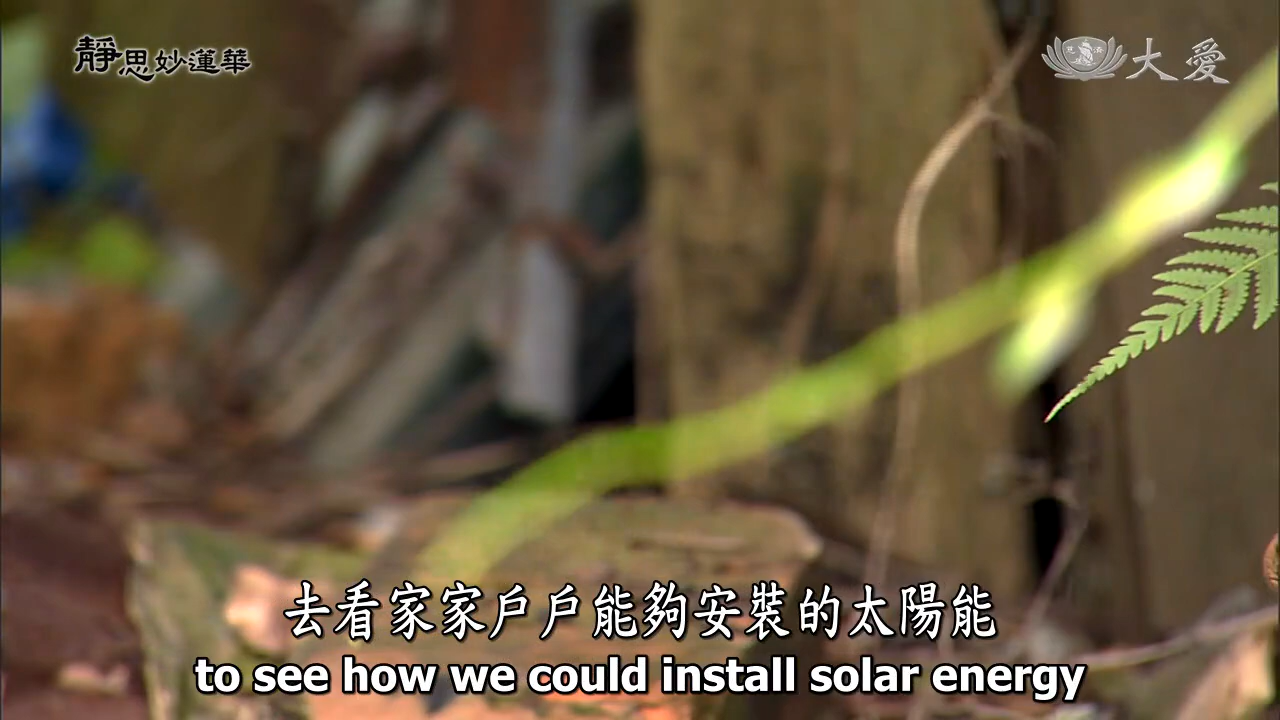 靜思妙蓮華
大愛
去看家家戶戶能夠安裝的太陽能
to see how we could install solar energy